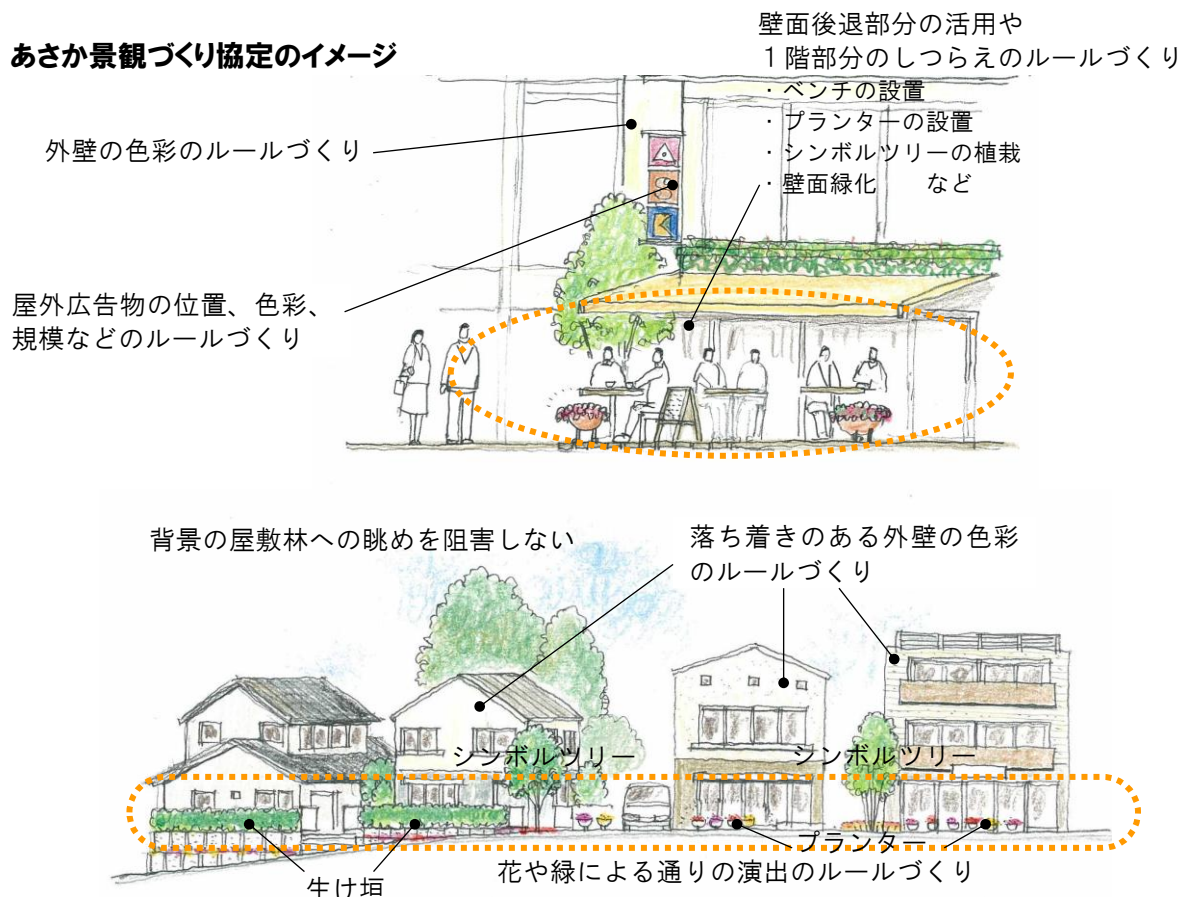 あさか景観づくり協定のイメージ
壁面後退部分の活用や
1階部分のしつらえのルールづくり
・ベンチの設置
・プランターの設置
・シンボルツリーの植栽
・壁面緑化　　など
外壁の色彩のルールづくり
屋外広告物の位置、色彩、
規模などのルールづくり
背景の屋敷林への眺めを阻害しない
落ち着きのある外壁の色彩
のルールづくり
シンボルツリー
シンボルツリー
プランター
生け垣
花や緑による通りの演出のルールづくり